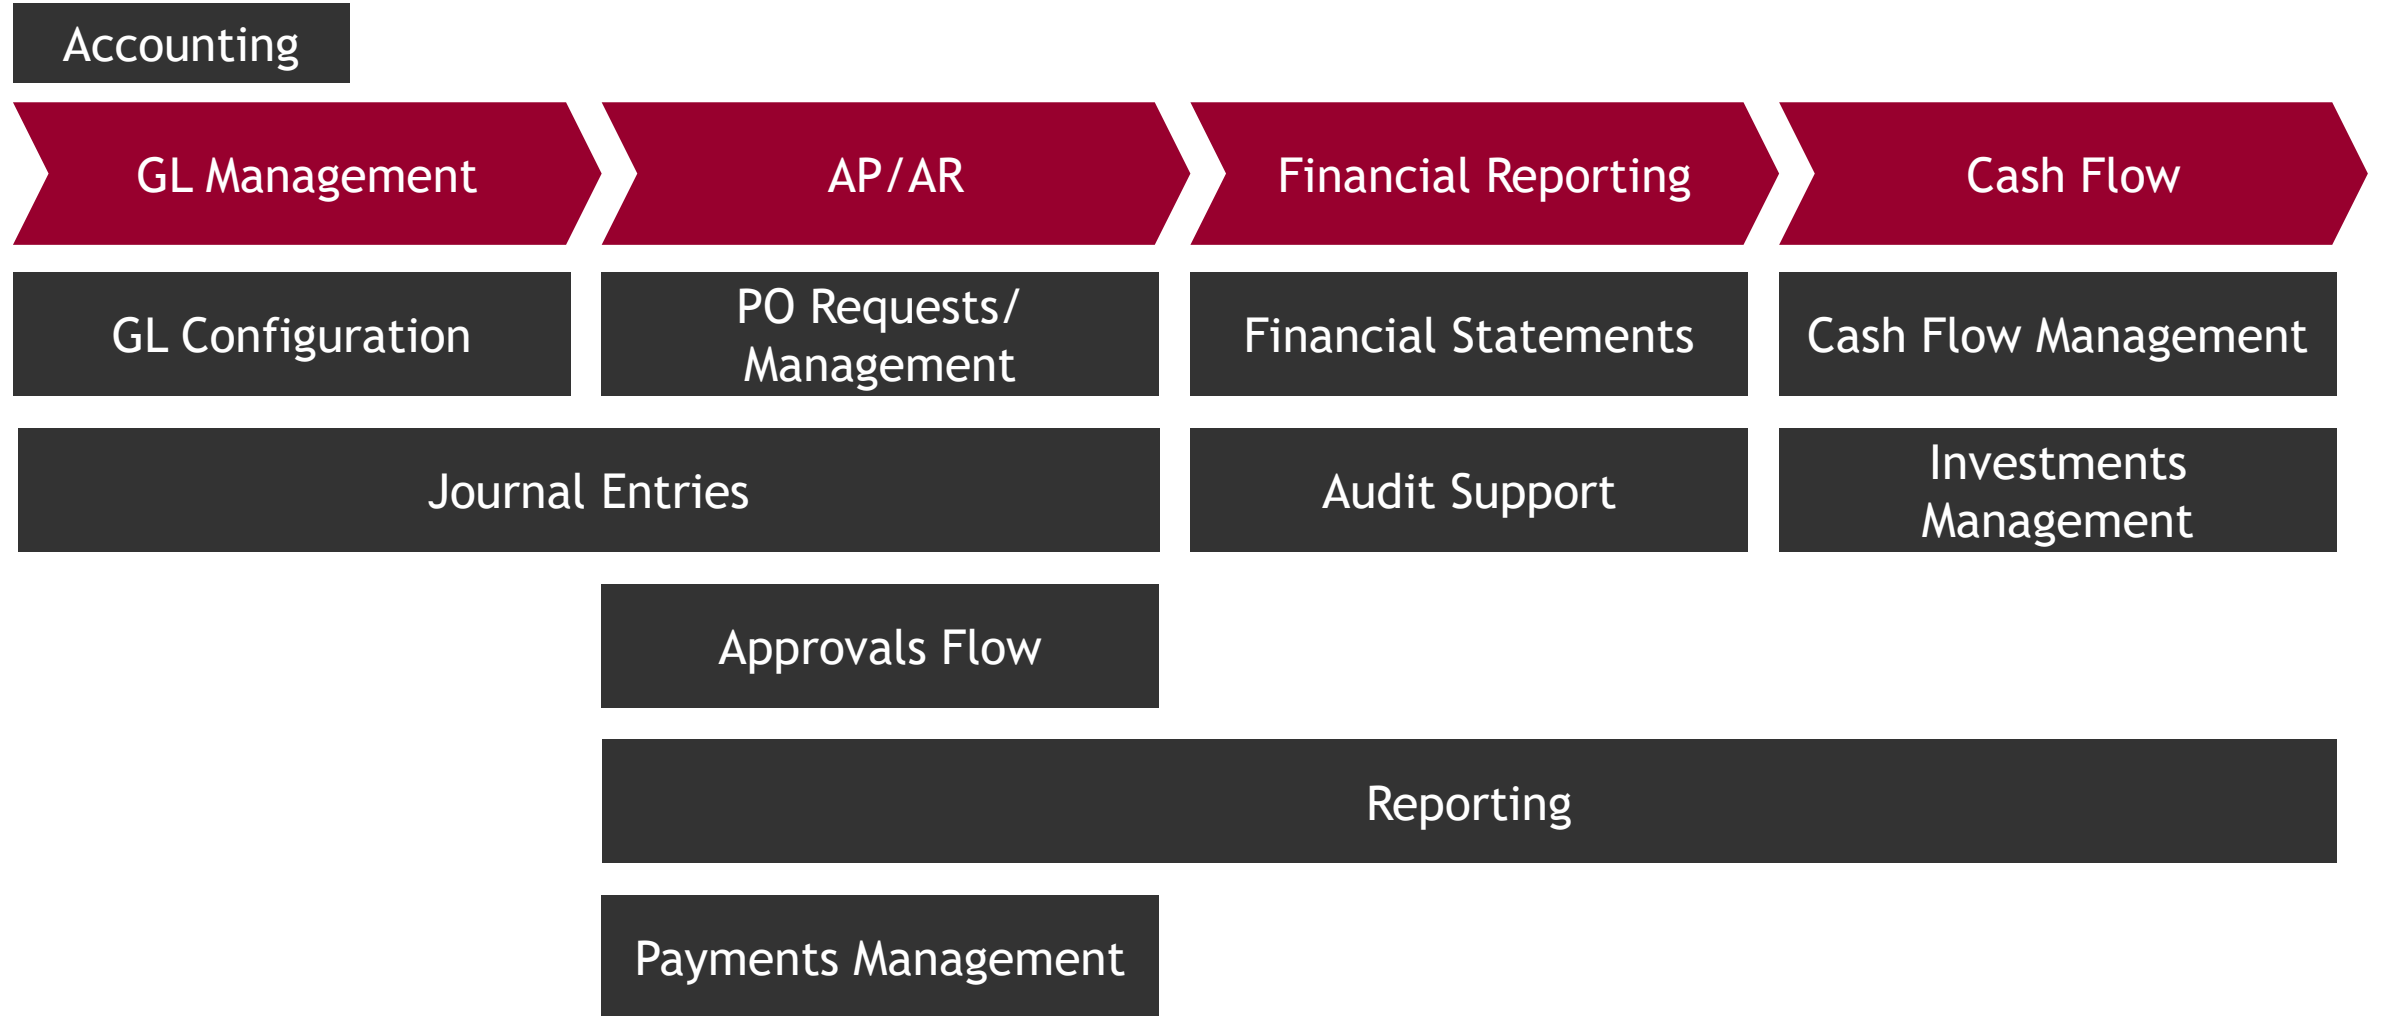 Accounting
GL Management
AP/AR
Financial Reporting
Cash Flow
GL Configuration
PO Requests/
Management
Financial Statements
Cash Flow Management
Journal Entries
Audit Support
Investments
Management
Approvals Flow
Reporting
Payments Management